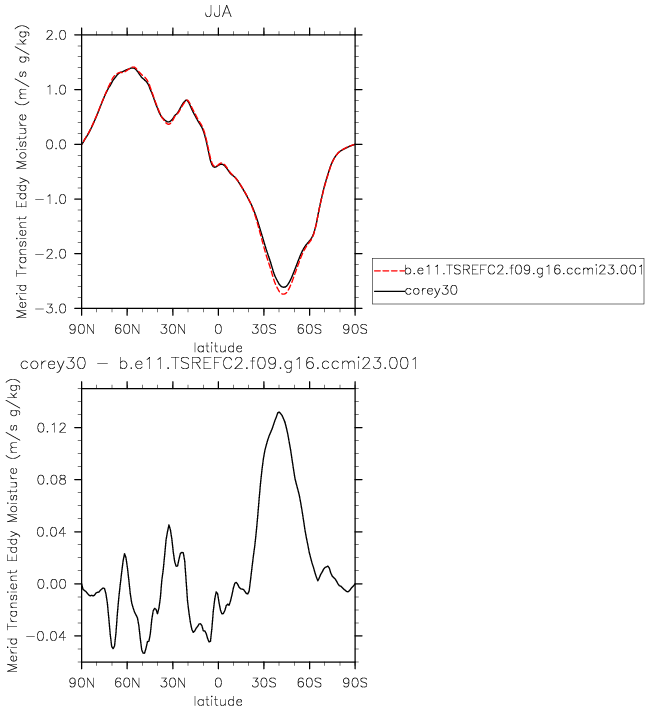 JJA
Merid Transient Eddy Moisture (m/s g/kg)
2.0
1.0
0.0
−1.0
−2.0
−3.0
90N 60N 30N 0 30S 60S 90S
latitude
b.e11.TSREFC2.f09.g16.ccmi23.001
corey30
corey30 − b.e11.TSREFC2.f09.g16.ccmi23.001
Merid Transient Eddy Moisture (m/s g/kg)
0.12
0.08
0.04
0.00
−0.04
90N 60N 30N 0 30S 60S 90S
latitude